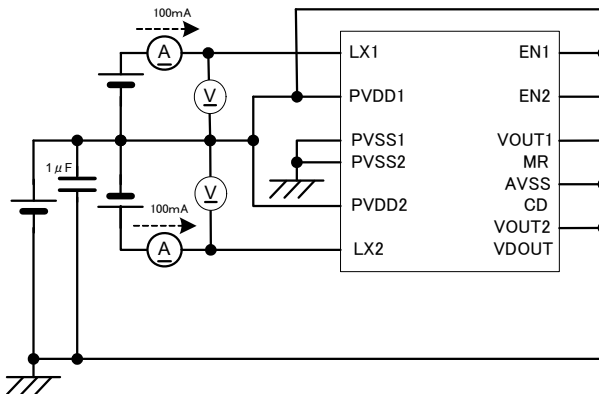 100mA
A
LX1
EN1
V
PVDD1
EN2
PVSS1
VOUT1
PVSS2
MR
1μF
AVSS
V
PVDD2
CD
100mA
VOUT2
A
LX2
VDOUT